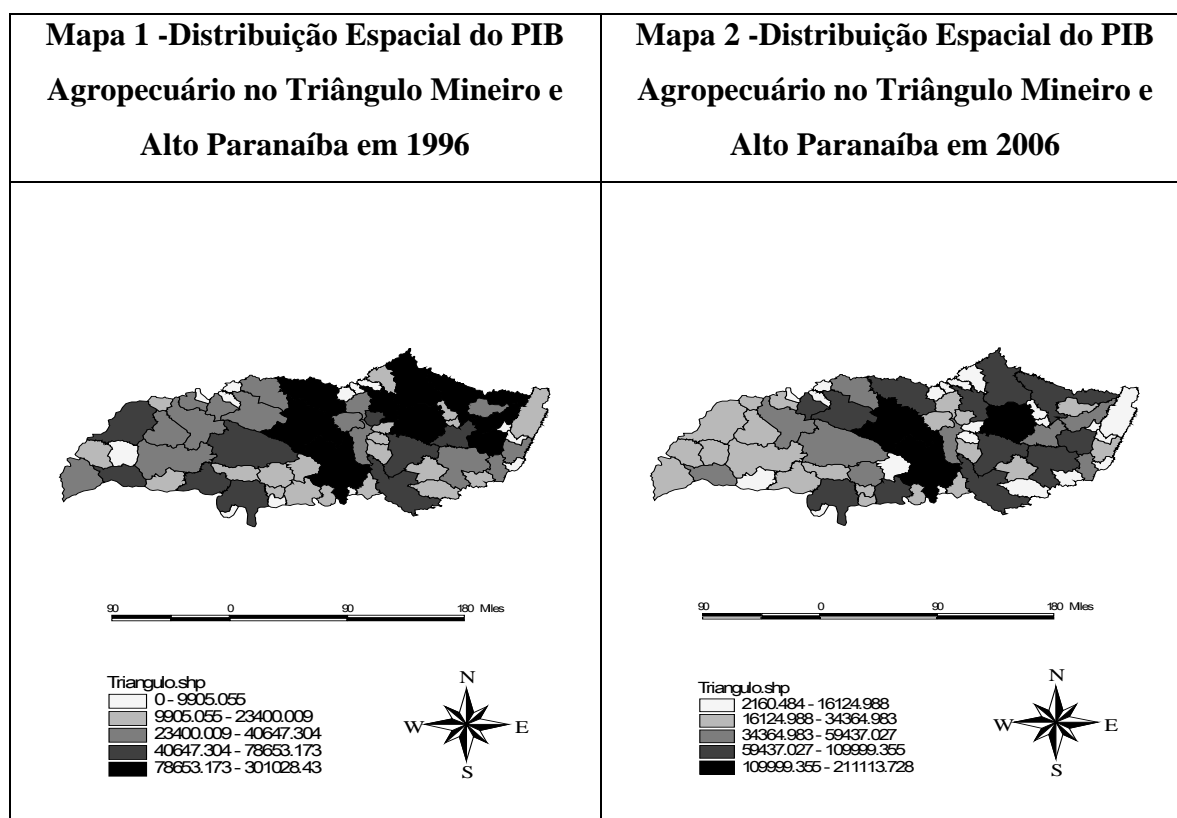 Mapa 1 -Distribuição Espacial do PIB
Agropecuário no Triângulo Mineiro e
Alto Paranaíba em 1996
Mapa 2 -Distribuição Espacial do PIB
Agropecuário no Triângulo Mineiro e
Alto Paranaíba em 2006
90 0 90 180 Miles
Triangulo.shp
0 - 9905.055
9905.055 - 23400.009
23400.009 - 40647.304
40647.304 - 78653.173
78653.173 - 301028.43
N
W E
S
90 0 90 180 Miles
Triangulo.shp
2160.484 - 16124.988
16124.988 - 34364.983
34364.983 - 59437.027
59437.027 - 109999.355
109999.355 - 211113.728
N
W E
S